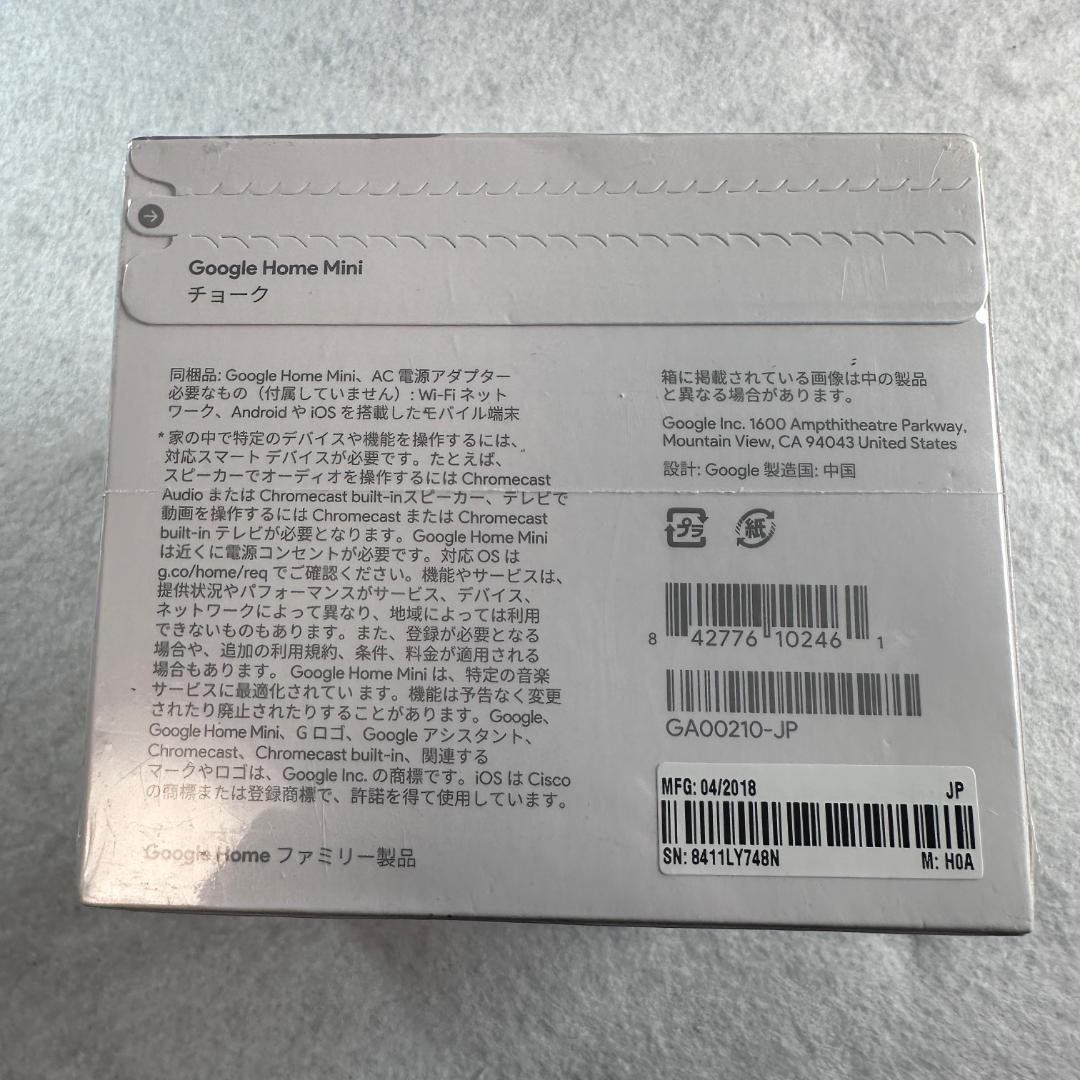 Google Home Mini
チョーク
同梱品: Google Home Mini、AC 電源アダプター
必要なもの（付属していません）: Wi-Fi ネット
ワーク、Android や iOS を搭載したモバイル端末
* 家の中で特定のデバイスや機能を操作するには、
対応スマート デバイスが必要です。たとえば、
スピーカーでオーディオを操作するには Chromecast
Audio または Chromecast built-inスピーカー、テレビで
動画を操作するには Chromecast または Chromecast
built-in テレビが必要となります。Google Home Mini
は近くに電源コンセントが必要です。対応 OS は
g.co/home/req でご確認ください。機能やサービスは、
提供状況やパフォーマンスがサービス、デバイス、
ネットワークによって異なり、地域によっては利用
できないものもあります。また、登録が必要となる
場合や、追加の利用規約、条件、料金が適用される
場合もあります。 Google Home Mini は、特定の音楽
サービスに最適化されてい ます。機能は予告なく変更
されたり廃止されたりすることがあります。Google、
Google Home Mini、G ロゴ、Google アシスタント、
Chromecast、Chromecast built-in、関連する
マークやロゴは、Google Inc. の商標です。iOS は Cisco
の商標または登録商標で、許諾を得て使用しています。
Google Home ファミリー製品
箱に掲載されている画像は中の製品
と異なる場合があります。
Google Inc. 1600 Ampthitheatre Parkway,
Mountain View, CA 94043 United States
設計: Google 製造国: 中国
プラ 紙
8 42776 10246 1
GA00210-JP
MFG: 04/2018 JP
SN: 8411LY748N M: H0A